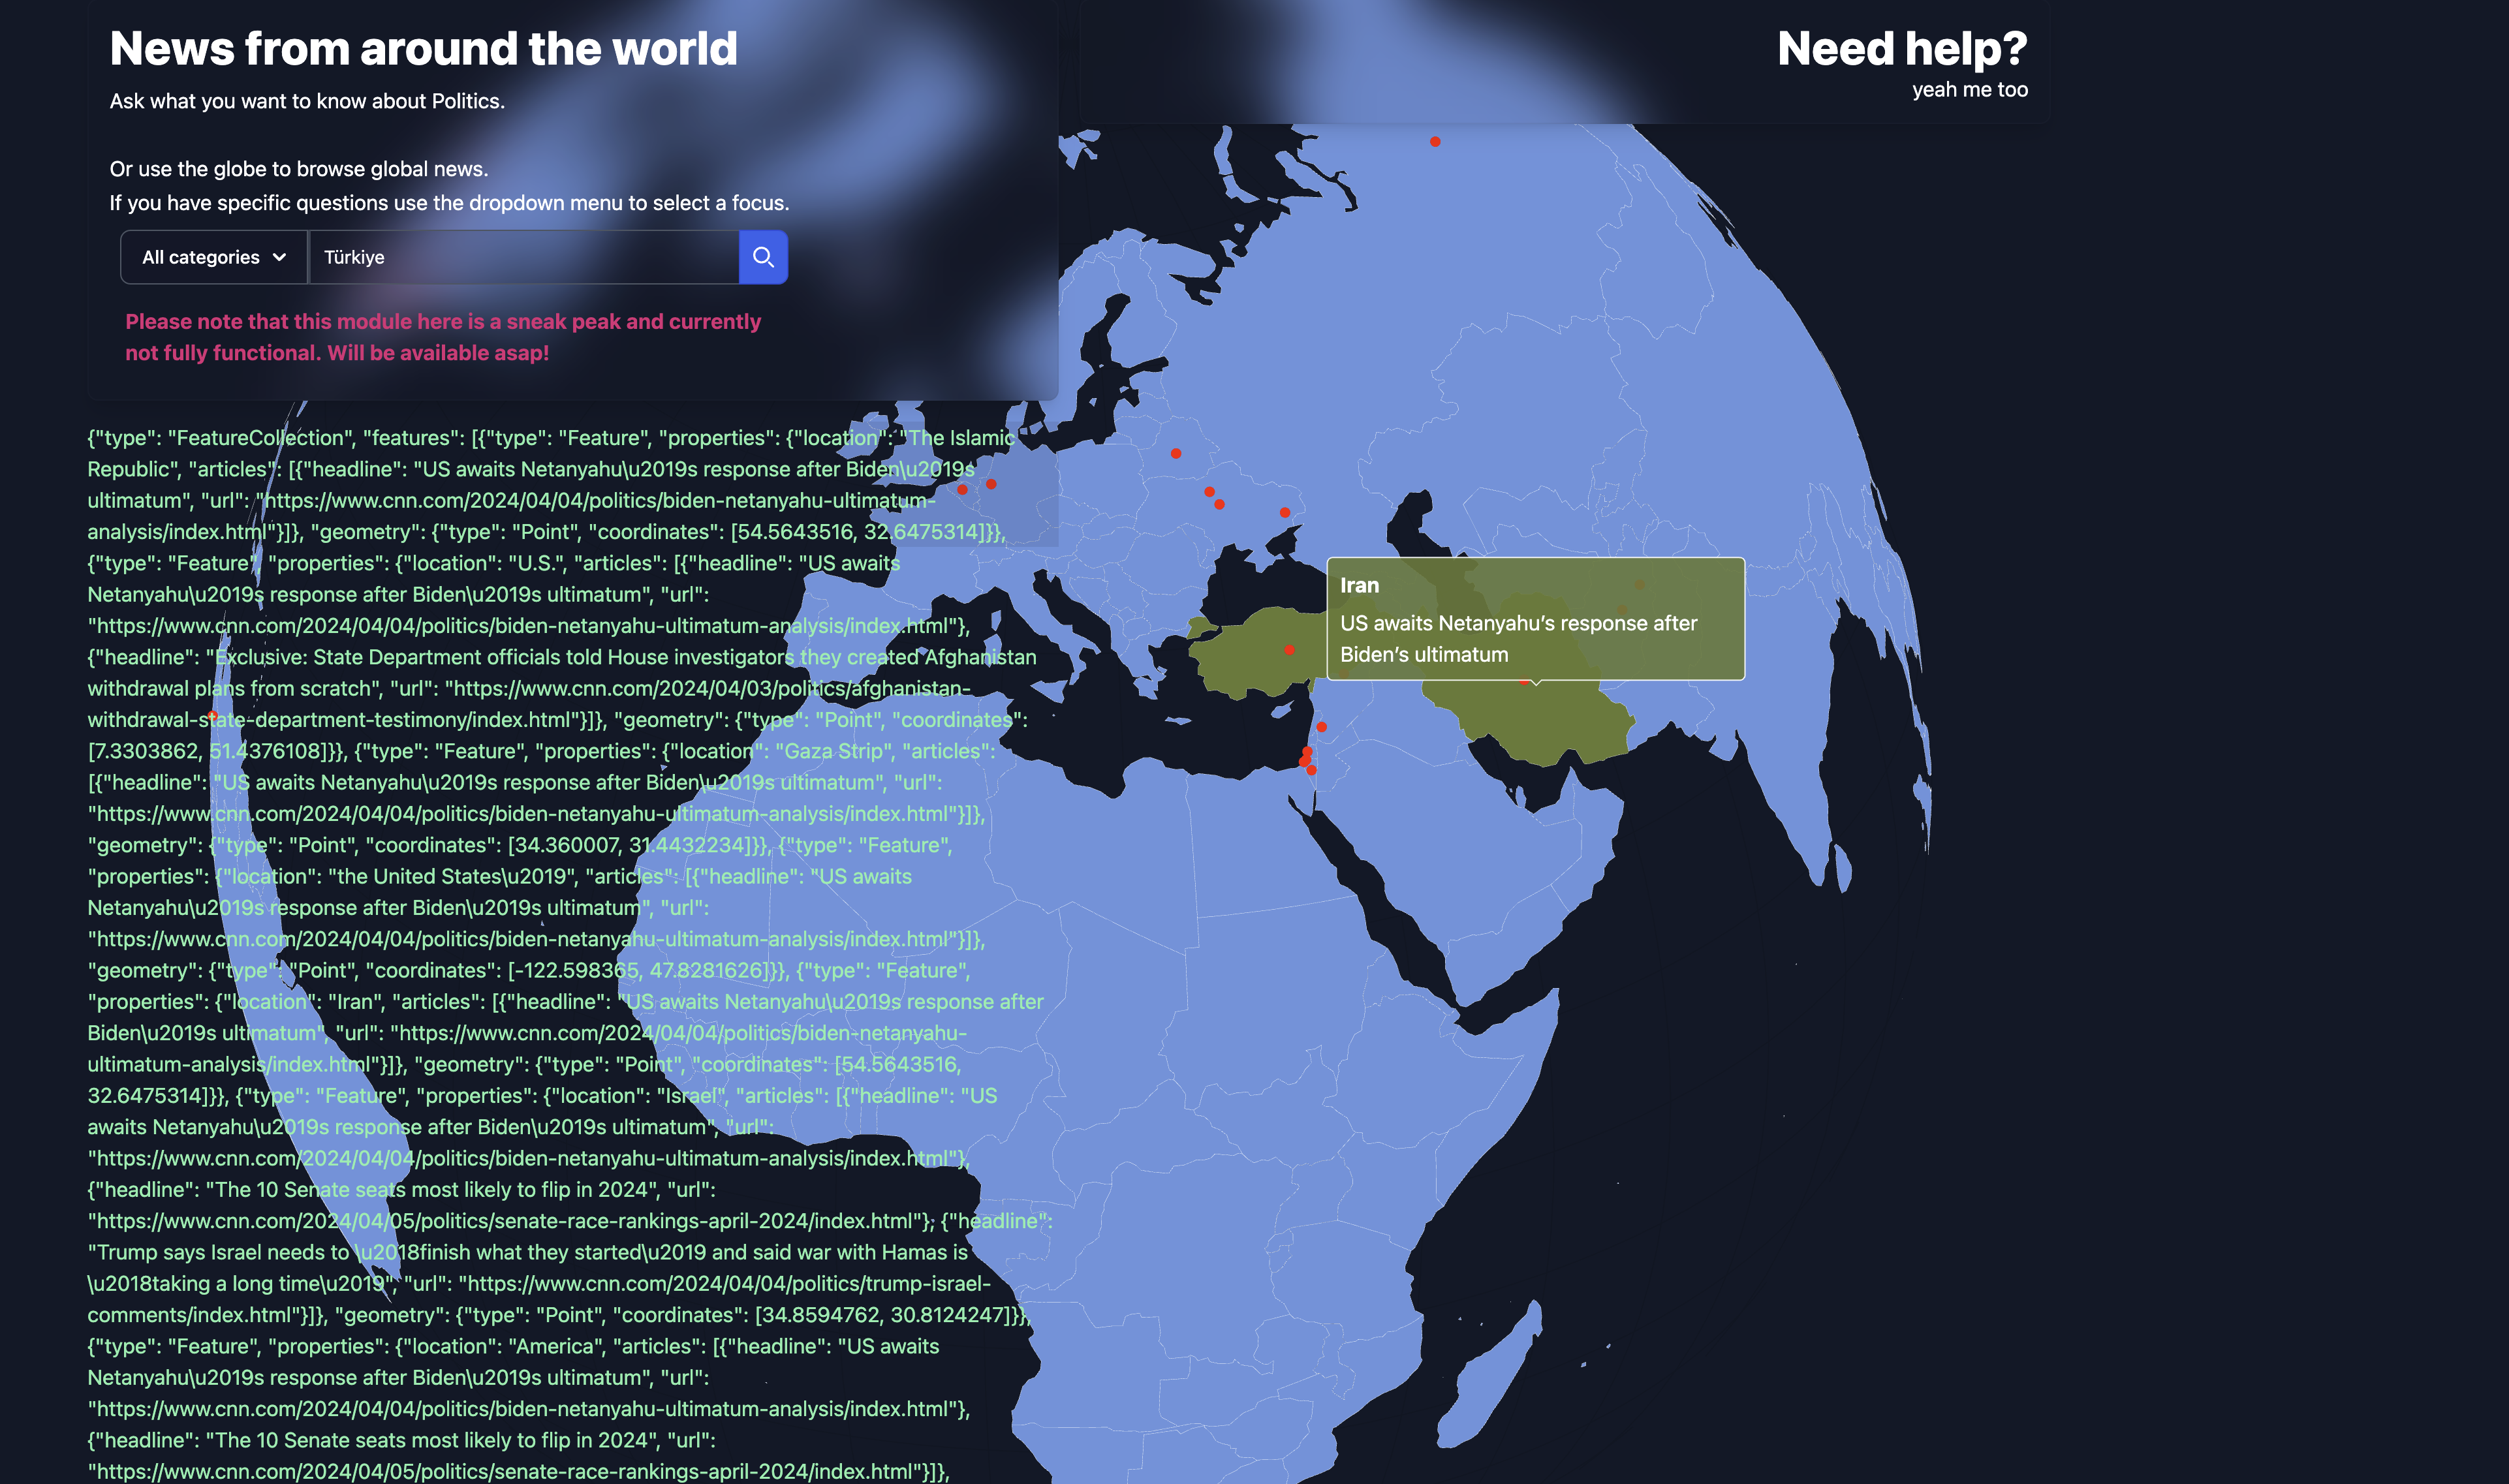 News from around the world
Ask what you want to know about Politics.
Or use the globe to browse global news.
If you have specific questions use the dropdown menu to select a focus.
All categories
Türkiye
Please note that this module here is a sneak peak and currently
not fully functional. Will be available asap!
Need help?
yeah me too
{"type": "FeatureCollection", "features": [{"type": "Feature", "properties": {"location": "The Islamic
Republic", "articles": [{"headline": "US awaits Netanyahu\u2019s response after Biden\u2019s
ultimatum", "url": "https://www.cnn.com/2024/04/04/politics/biden-netanyahu-ultimatum-
analysis/index.html"}]}, "geometry": {"type": "Point", "coordinates": [54.5643516, 32.6475314]}},
{"type": "Feature", "properties": {"location": "U.S.", "articles": [{"headline": "US awaits
Netanyahu\u2019s response after Biden\u2019s ultimatum", "url":
"https://www.cnn.com/2024/04/04/politics/biden-netanyahu-ultimatum-analysis/index.html"},
{"headline": "Exclusive: State Department officials told House investigators they created Afghanistan
withdrawal plans from scratch", "url": "https://www.cnn.com/2024/04/03/politics/afghanistan-
withdrawal-state-department-testimony/index.html"}]}, "geometry": {"type": "Point", "coordinates":
[7.3303862, 51.4376108]}}, {"type": "Feature", "properties": {"location": "Gaza Strip", "articles":
[{"headline": "US awaits Netanyahu\u2019s response after Biden\u2019s ultimatum", "url":
"https://www.cnn.com/2024/04/04/politics/biden-netanyahu-ultimatum-analysis/index.html"}]},
"geometry": {"type": "Point", "coordinates": [34.360007, 31.4432234]}}, {"type": "Feature",
"properties": {"location": "the United States\u2019", "articles": [{"headline": "US awaits
Netanyahu\u2019s response after Biden\u2019s ultimatum", "url":
"https://www.cnn.com/2024/04/04/politics/biden-netanyahu-ultimatum-analysis/index.html"}]},
"geometry": {"type": "Point", "coordinates": [-122.598365, 47.8281626]}}, {"type": "Feature",
"properties": {"location": "Iran", "articles": [{"headline": "US awaits Netanyahu\u2019s response after
Biden\u2019s ultimatum", "url": "https://www.cnn.com/2024/04/04/politics/biden-netanyahu-
ultimatum-analysis/index.html"}]}, "geometry": {"type": "Point", "coordinates": [54.5643516,
32.6475314]}}, {"type": "Feature", "properties": {"location": "Israel", "articles": [{"headline": "US
awaits Netanyahu\u2019s response after Biden\u2019s ultimatum", "url":
"https://www.cnn.com/2024/04/04/politics/biden-netanyahu-ultimatum-analysis/index.html"},
{"headline": "The 10 Senate seats most likely to flip in 2024", "url":
"https://www.cnn.com/2024/04/05/politics/senate-race-rankings-april-2024/index.html"}, {"headline":
"Trump says Israel needs to \u2018finish what they started\u2019 and said war with Hamas is
\u2018taking a long time\u2019", "url": "https://www.cnn.com/2024/04/04/politics/trump-israel-
comments/index.html"}]}, "geometry": {"type": "Point", "coordinates": [34.8594762, 30.8124247]}},
{"type": "Feature", "properties": {"location": "America", "articles": [{"headline": "US awaits
Netanyahu\u2019s response after Biden\u2019s ultimatum", "url":
"https://www.cnn.com/2024/04/04/politics/biden-netanyahu-ultimatum-analysis/index.html"},
{"headline": "The 10 Senate seats most likely to flip in 2024", "url":
"https://www.cnn.com/2024/04/05/politics/senate-race-rankings-april-2024/index.html"}]},
Iran
US awaits Netanyahu’s response after
Biden’s ultimatum